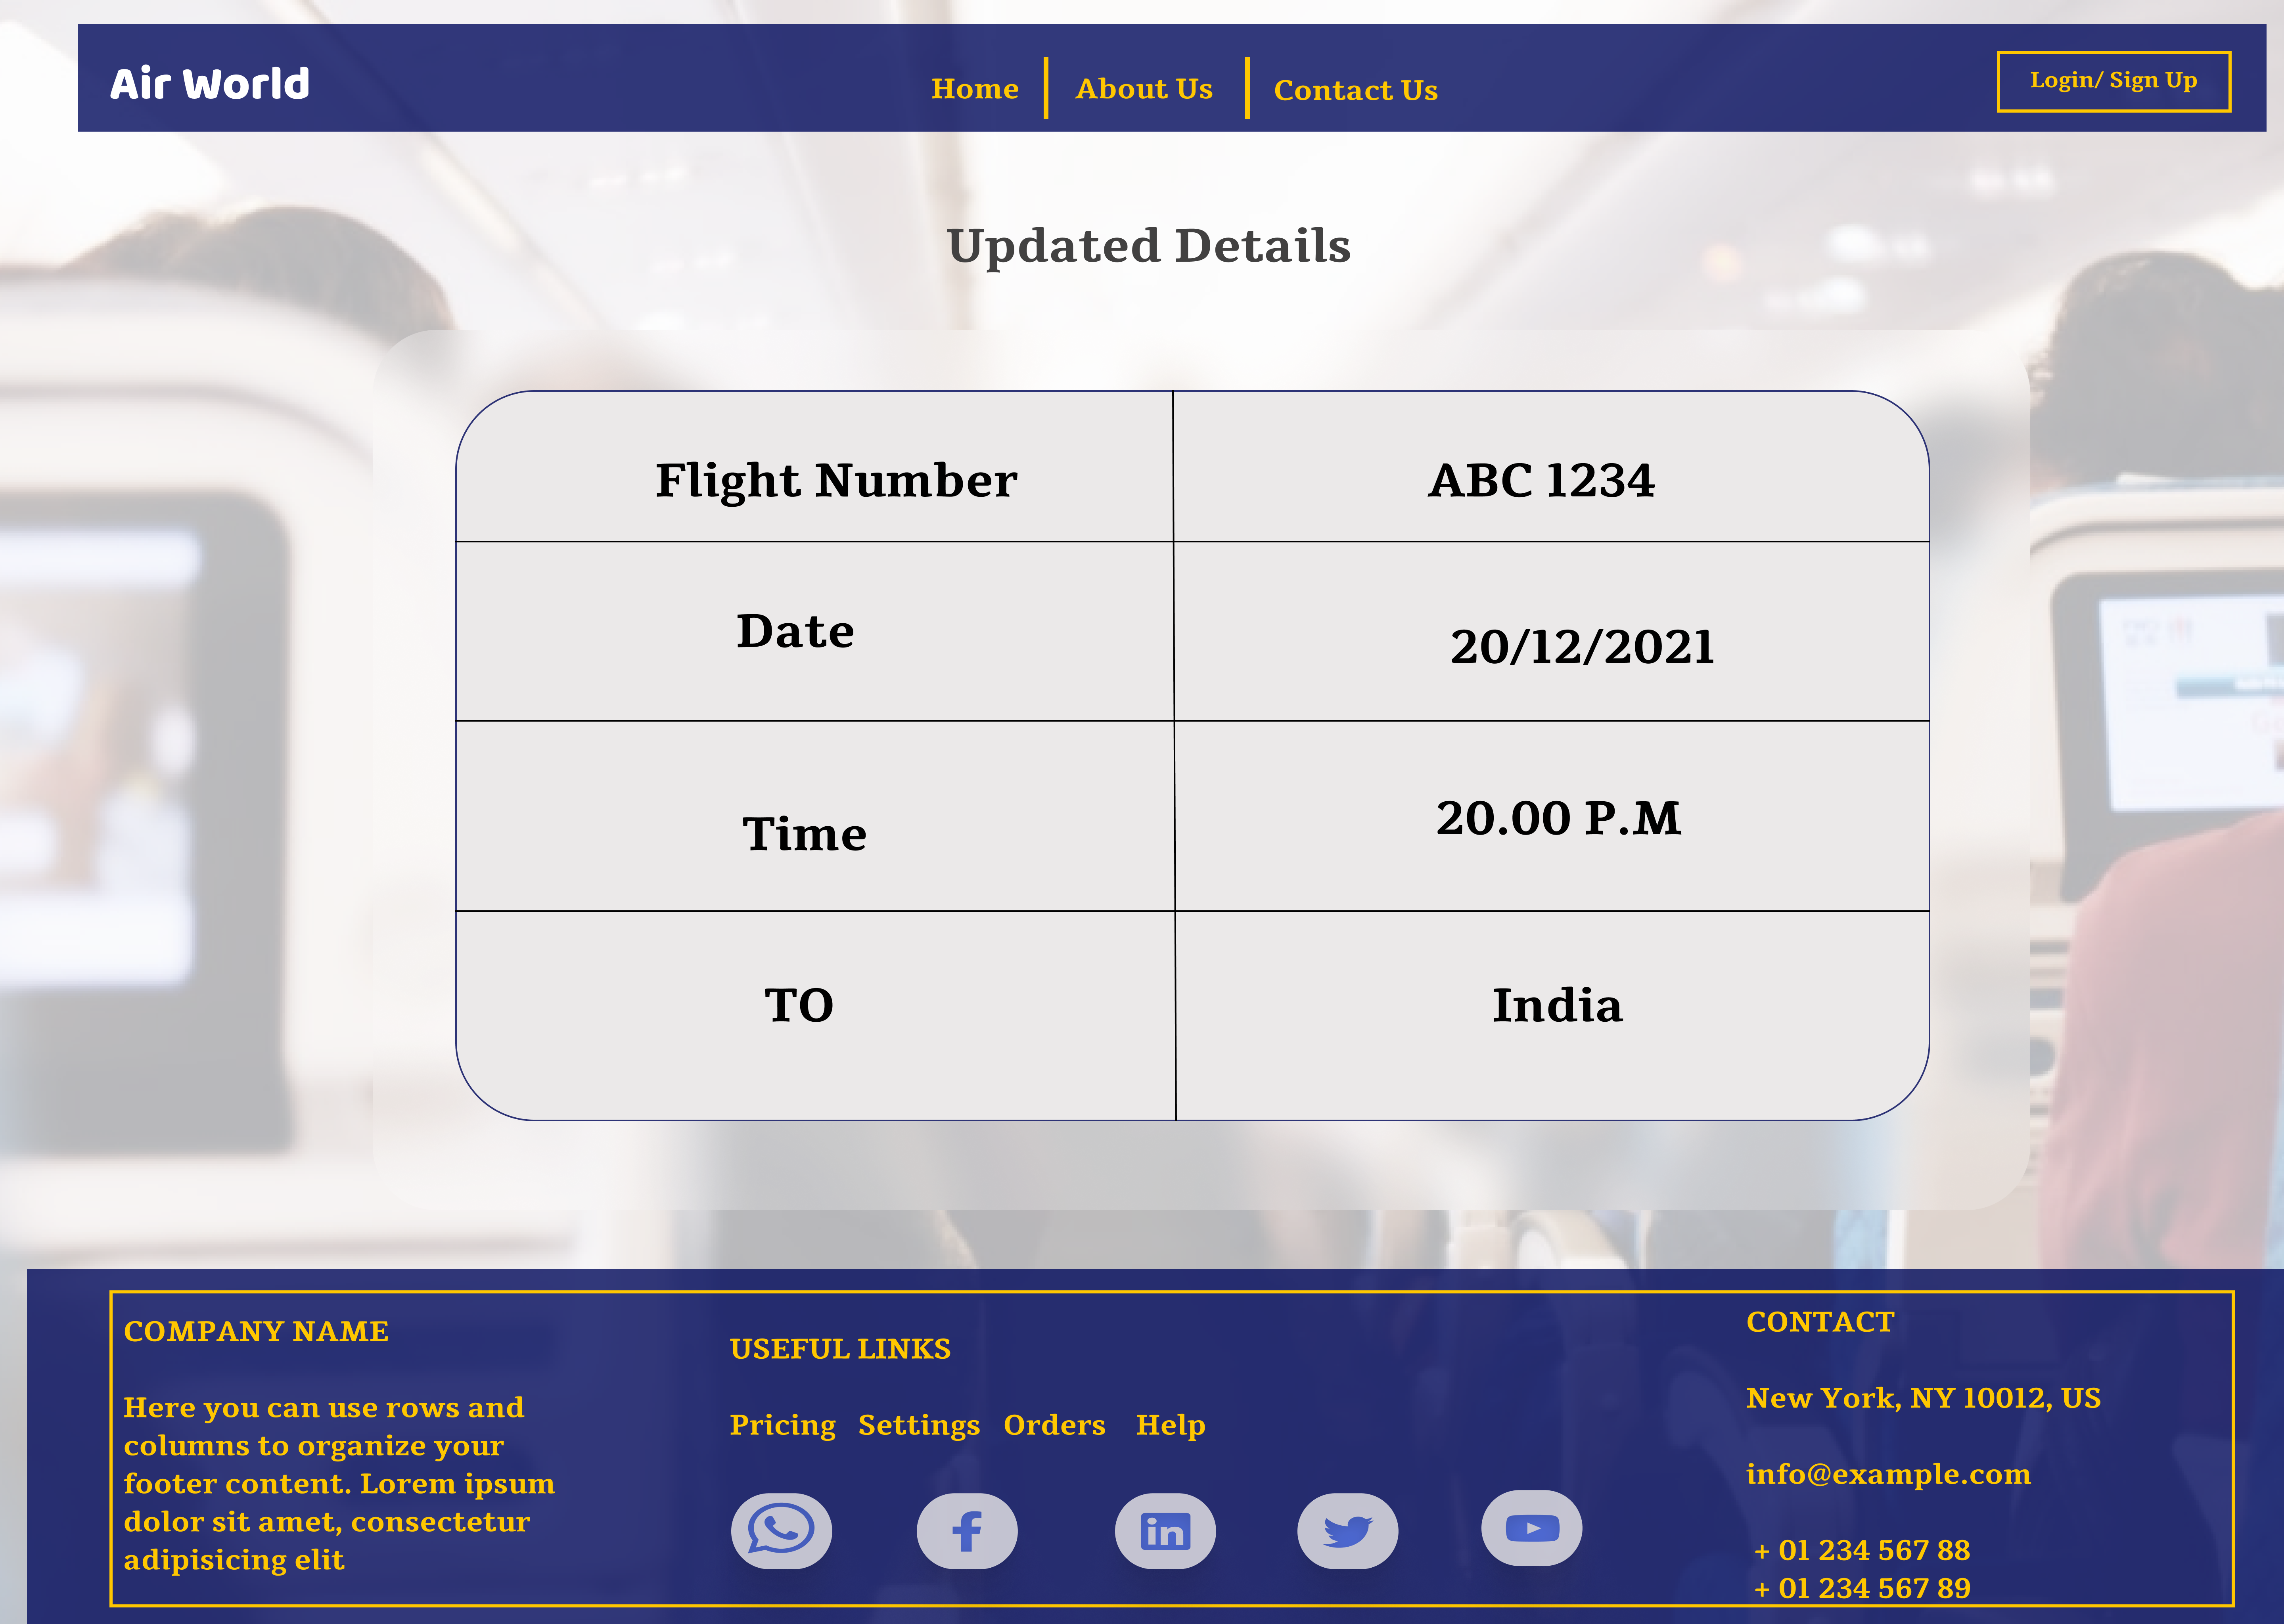 Air World
Home
About Us
Contact Us
Login/ Sign Up
Updated Details
Flight Number
ABC 1234
Date
20/12/2021
Time
20.00 P.M
TO
India
COMPANY NAME
Here you can use rows and
columns to organize your
footer content. Lorem ipsum
dolor sit amet, consectetur
adipisicing elit
USEFUL LINKS
Pricing Settings Orders Help
CONTACT
New York, NY 10012, US
info@example.com
+ 01 234 567 88
+ 01 234 567 89